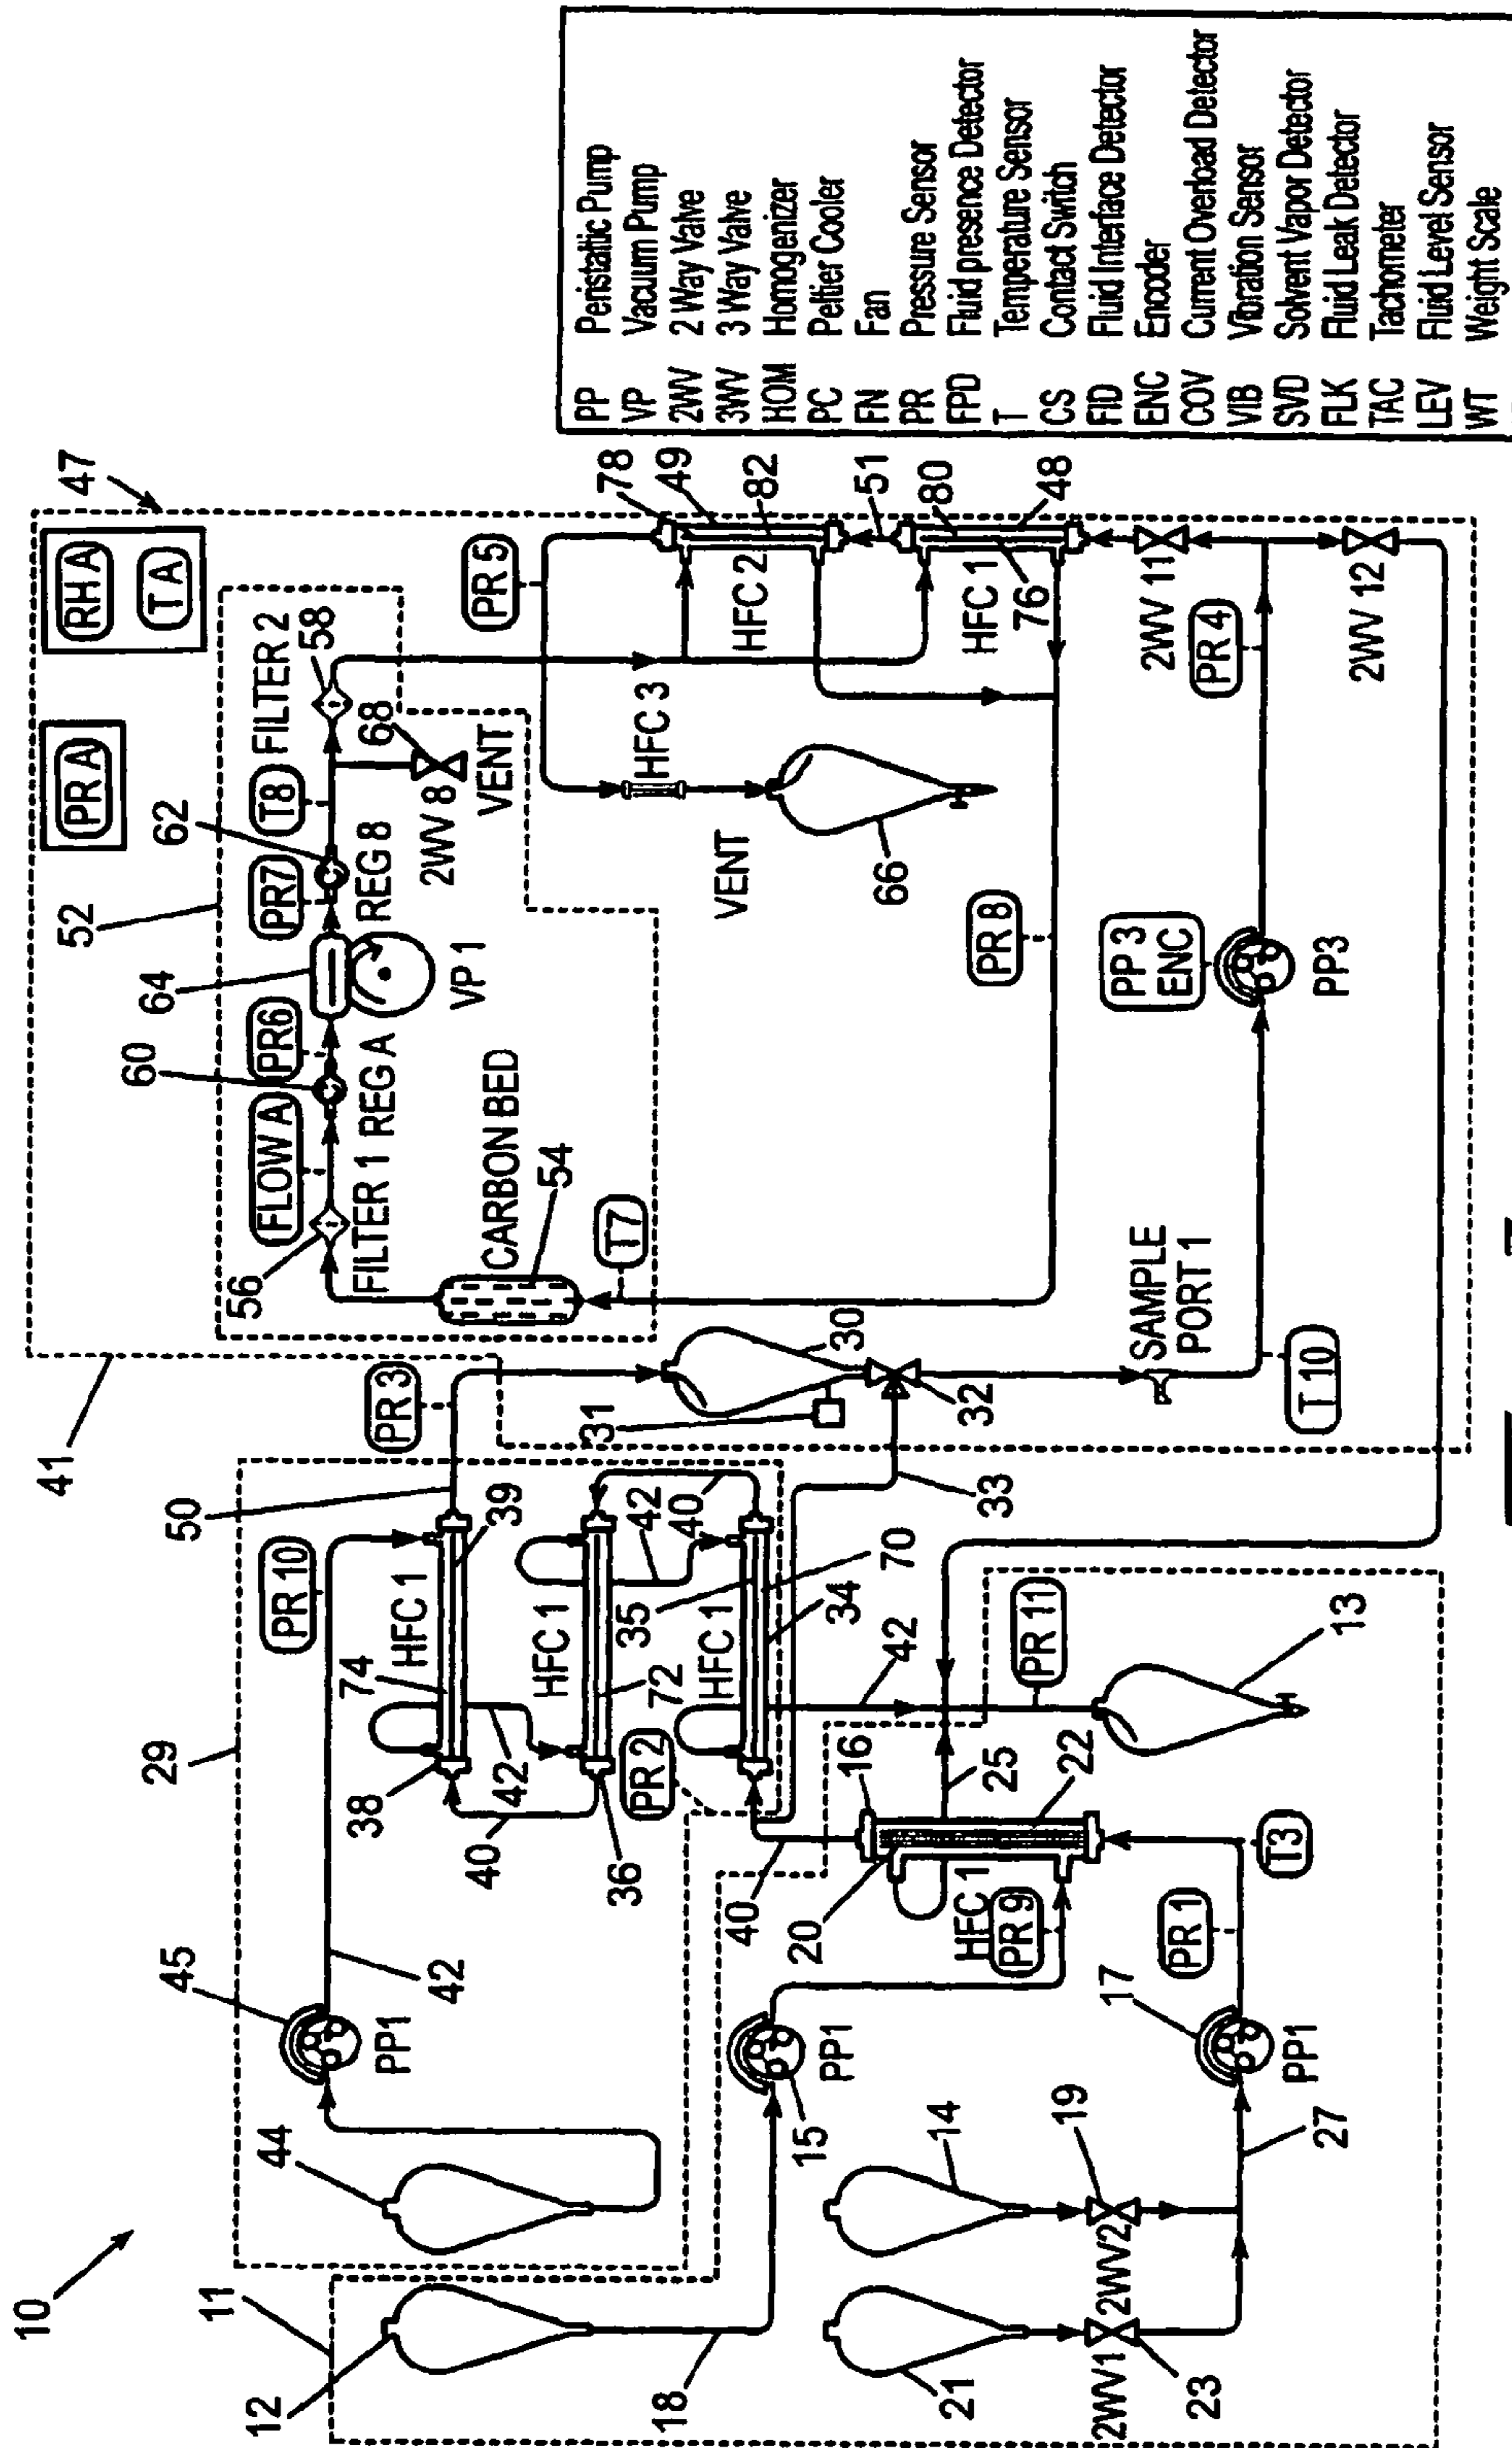 10
11
12
18
21
2WV1
23
2WV2
19
14
27
44
45
PP1
42
29
PP1
15
PP1
17
PR 1
T3
HFC 1
PR 9
20
16
22
25
40
PR 2
36
40
38
42
74
HFC 1
39
PR 10
50
HFC 1
72
35
42
40
HFC 1
34
70
33
42
PR 11
13
41
PR 3
31
30
32
SAMPLE
PORT 1
T 10
56
FILTER 1
FLOW A
REG A
60
PR6
64
52
VP 1
PR7
REG 8
62
T8
2WV 8
VENT
68
FILTER 2
58
CARBON BED
54
T7
PR A
RH A
T A
47
PR 5
HFC 3
VENT
66
PR 8
PP 3
ENC
PP3
PR 4
78
49
82
HFC 2
51
80
48
HFC 1
76
2WV 11
2WV 12
PP Peristaltic Pump
VP Vacuum Pump
2WV 2 Way Valve
3WV 3 Way Valve
HOM Homogenizer
PC Peltier Cooler
FN Fan
PR Pressure Sensor
FPD Fluid presence Detector
T Temperature Sensor
CS Contact Switch
FID Fluid Interface Detector
ENC Encoder
COV Current Overload Detector
VIB Vibration Sensor
SVD Solvent Vapor Detector
FLK Fluid Leak Detector
TAC Tachometer
LEV Fluid Level Sensor
WT Weight Scale